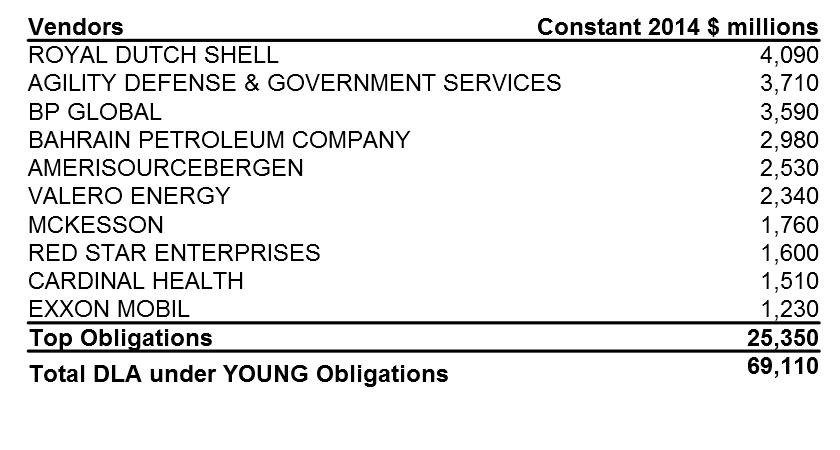 Vendors Constant 2014 $ millions
ROYAL DUTCH SHELL 4,090
AGILITY DEFENSE & GOVERNMENT SERVICES 3,710
BP GLOBAL 3,590
BAHRAIN PETROLEUM COMPANY 2,980
AMERISOURCEBERGEN 2,530
VALERO ENERGY 2,340
MCKESSON 1,760
RED STAR ENTERPRISES 1,600
CARDINAL HEALTH 1,510
EXXON MOBIL 1,230
Top Obligations 25,350
Total DLA under YOUNG Obligations 69,110